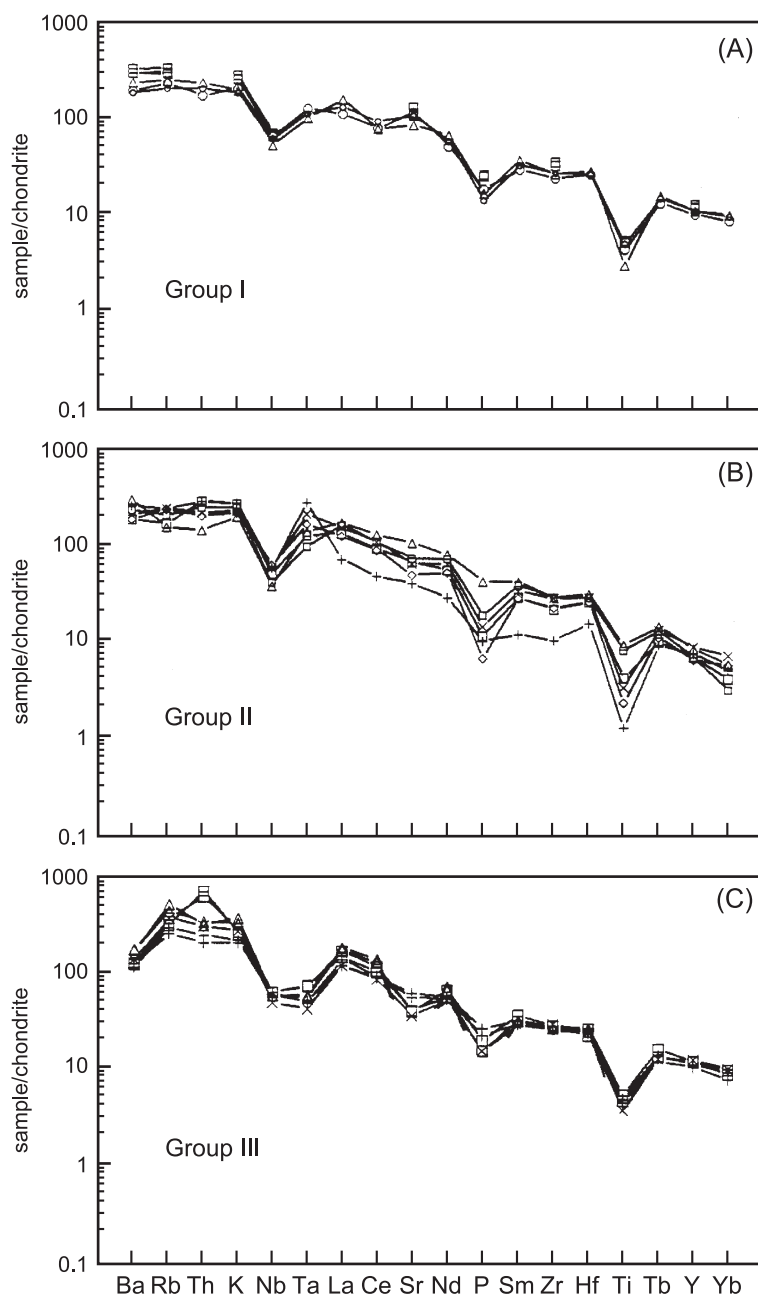 1000
(A)
100
10
sample/chondrite
1
Group I
0.1
1000
(B)
100
10
sample/chondrite
1
Group II
0.1
1000
(C)
100
10
sample/chondrite
1
Group III
0.1
Ba Rb Th K Nb Ta La Ce Sr Nd P Sm Zr Hf Ti Tb Y Yb